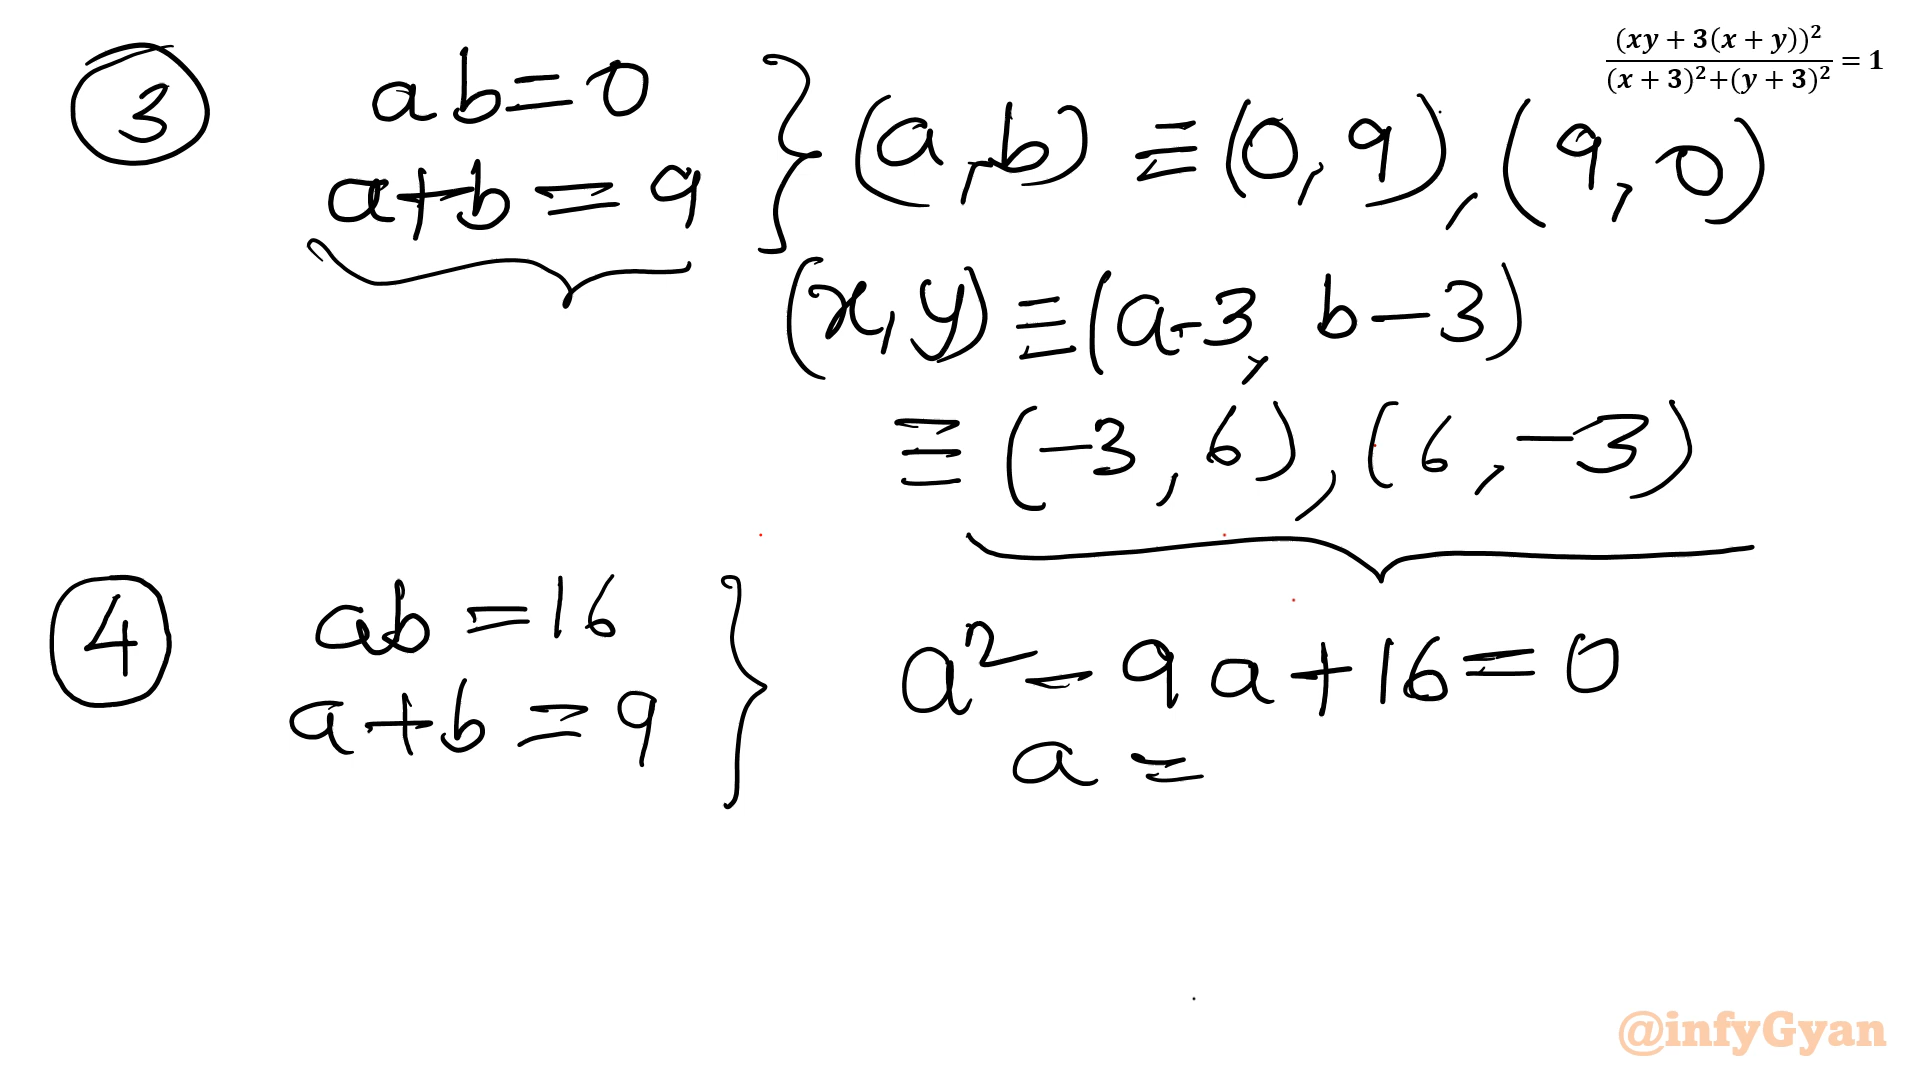 (xy + 3(x + y))² / (x + 3)²+(y + 3)² = 1
③ ab=0
a+b=9 } (a,b) ≡ (0,9), (9,0)
(x,y) ≡ (a-3, b-3)
≡ (-3,6), (6,-3)
④ ab=16
a+b=9 } a²-9a+16=0
a=
@infyGyan